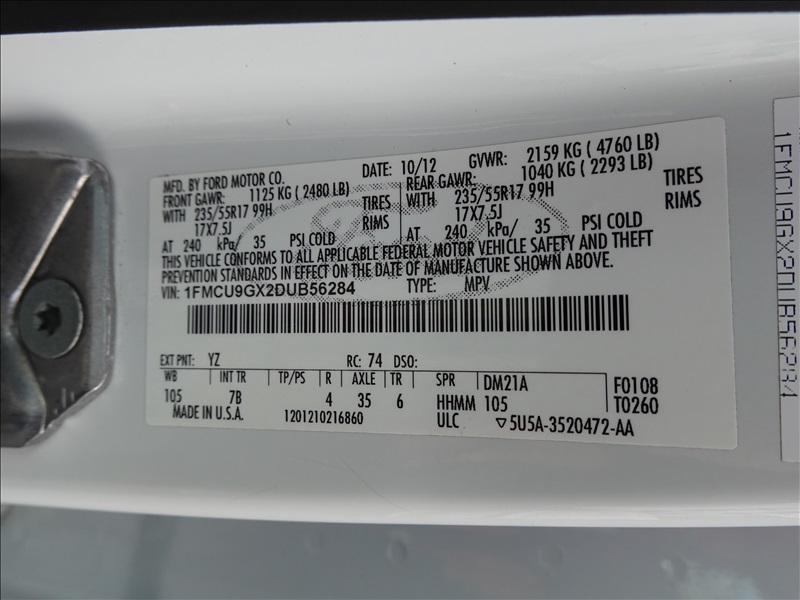 MFD. BY FORD MOTOR CO.
DATE: 10/12 GVWR: 2159 KG ( 4760 LB)
FRONT GAWR: 1125 KG ( 2480 LB)
REAR GAWR: 1040 KG ( 2293 LB)
WITH 235/55R17 99H TIRES
WITH 235/55R17 99H TIRES
17X7.5J RIMS
17X7.5J RIMS
AT 240 kPa/ 35 PSI COLD
AT 240 kPa/ 35 PSI COLD
THIS VEHICLE CONFORMS TO ALL APPLICABLE FEDERAL MOTOR VEHICLE SAFETY AND THEFT
PREVENTION STANDARDS IN EFFECT ON THE DATE OF MANUFACTURE SHOWN ABOVE.
VIN: 1FMCU9GX2DUB56284 TYPE: MPV
EXT PNT: YZ RC: 74 DSO:
WB INT TR TP/PS R AXLE TR SPR DM21A F0108
105 7B 4 35 6 HHMM 105 T0260
MADE IN U.S.A. 1201210216860 ULC ▽5U5A-3520472-AA
1FMCU9GX2DUB56284